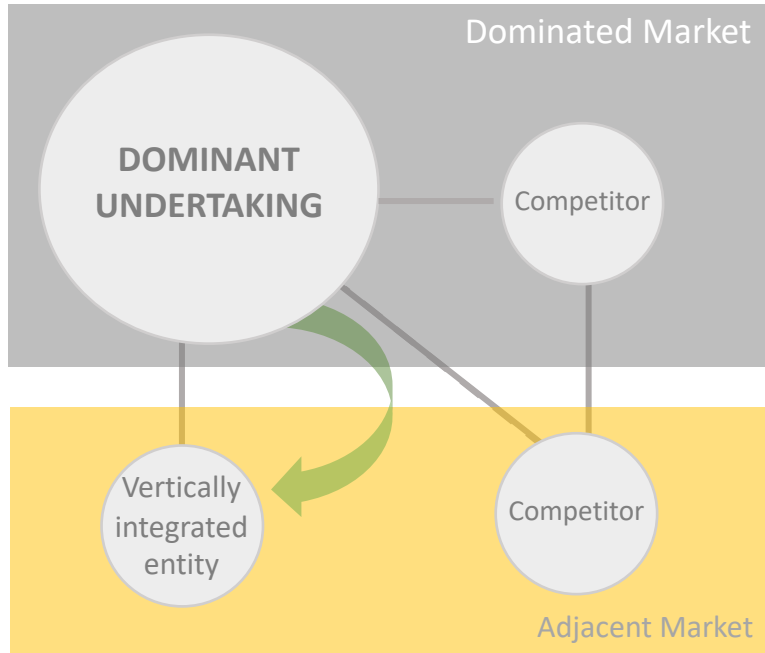 Dominated Market
DOMINANT
UNDERTAKING
Competitor
Vertically
integrated
entity
Competitor
Adjacent Market